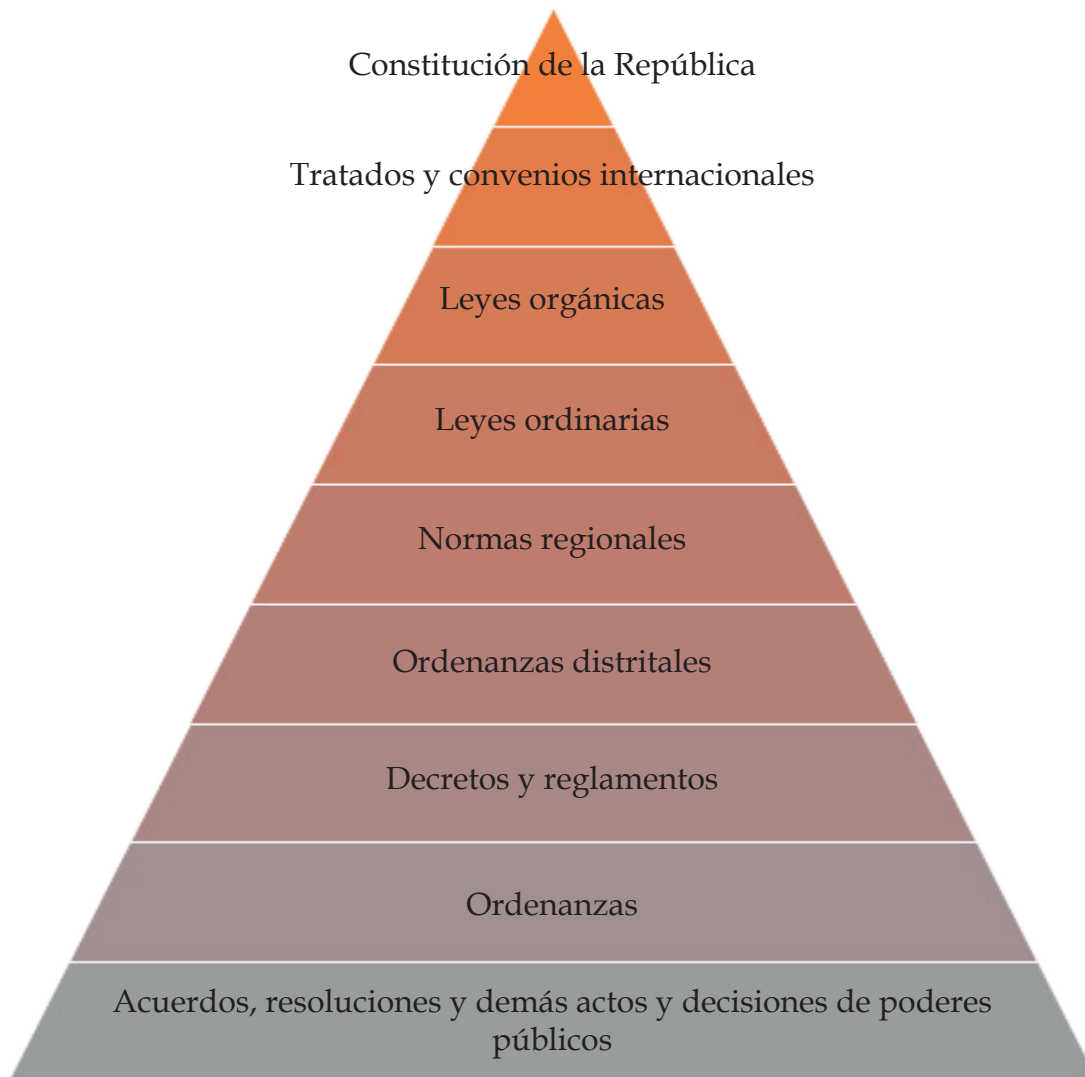 Constitución de la República
Tratados y convenios internacionales
Leyes orgánicas
Leyes ordinarias
Normas regionales
Ordenanzas distritales
Decretos y reglamentos
Ordenanzas
Acuerdos, resoluciones y demás actos y decisiones de poderes
públicos